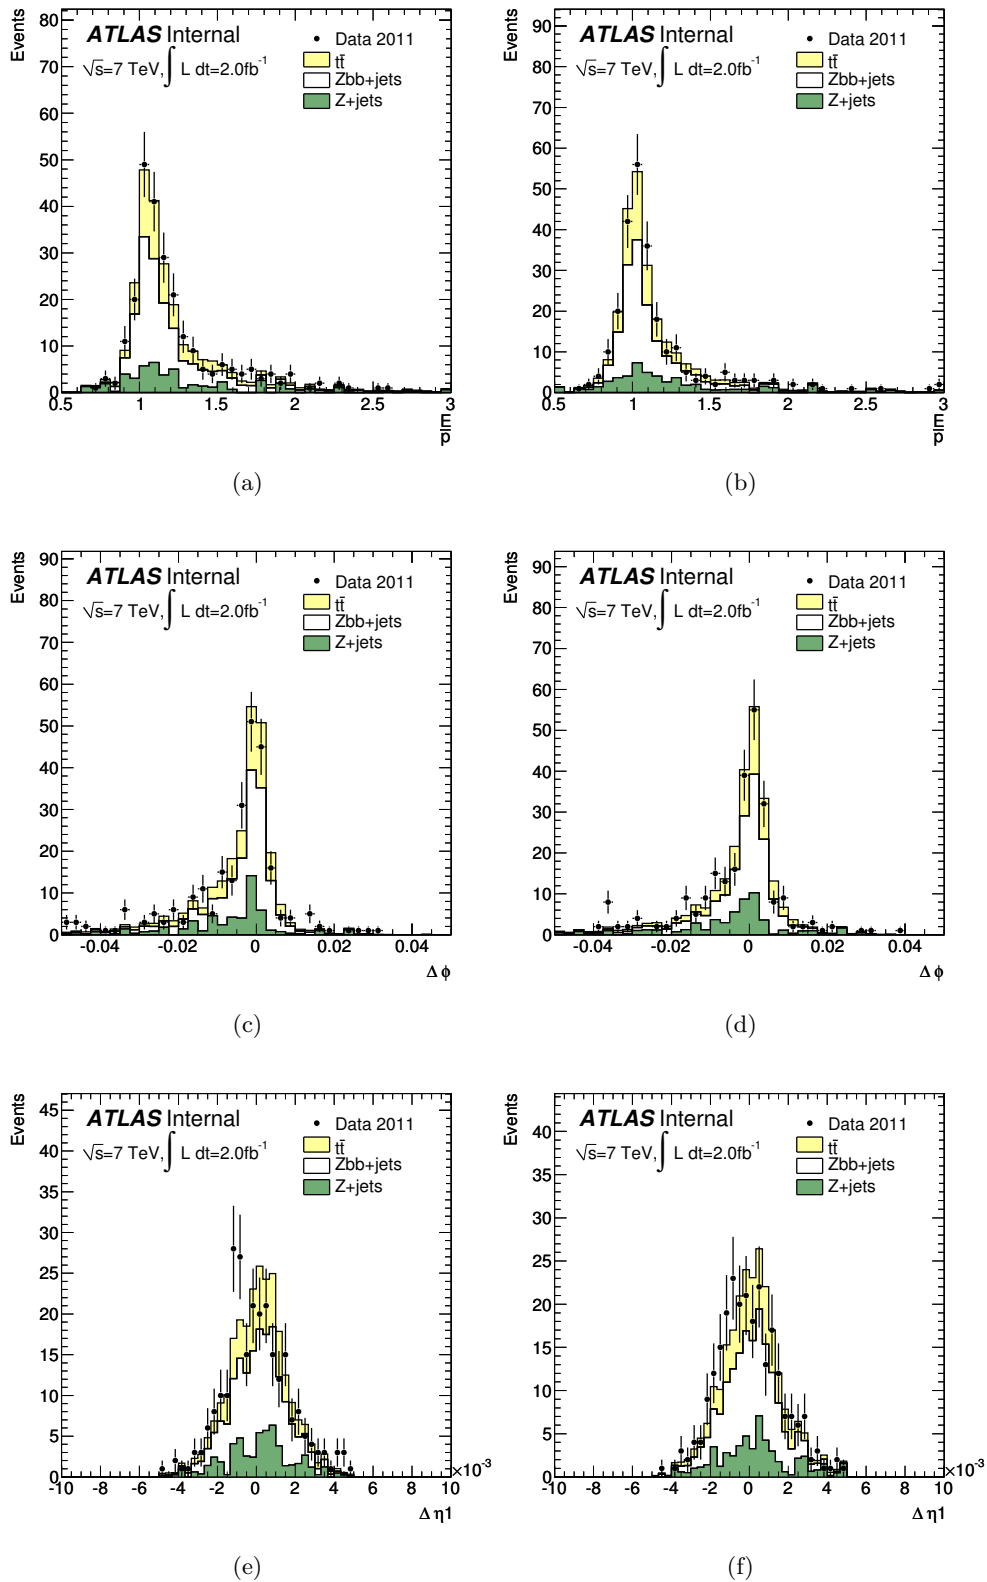 Events
ATLAS Internal
√s=7 TeV, ∫ L dt=2.0fb⁻¹
Data 2011
tt̄
Zbb+jets
Z+jets
80
70
60
50
40
30
20
10
0
0.5 1 1.5 2 2.5 3
E/p
(a)
Events
ATLAS Internal
√s=7 TeV, ∫ L dt=2.0fb⁻¹
Data 2011
tt̄
Zbb+jets
Z+jets
90
80
70
60
50
40
30
20
10
0
0.5 1 1.5 2 2.5 3
E/p
(b)
Events
ATLAS Internal
√s=7 TeV, ∫ L dt=2.0fb⁻¹
Data 2011
tt̄
Zbb+jets
Z+jets
90
80
70
60
50
40
30
20
10
0
-0.04 -0.02 0 0.02 0.04
Δ ϕ
(c)
Events
ATLAS Internal
√s=7 TeV, ∫ L dt=2.0fb⁻¹
Data 2011
tt̄
Zbb+jets
Z+jets
90
80
70
60
50
40
30
20
10
0
-0.04 -0.02 0 0.02 0.04
Δ ϕ
(d)
Events
ATLAS Internal
√s=7 TeV, ∫ L dt=2.0fb⁻¹
Data 2011
tt̄
Zbb+jets
Z+jets
45
40
35
30
25
20
15
10
5
0
-10 -8 -6 -4 -2 0 2 4 6 8 10
×10⁻³
Δ η1
(e)
Events
ATLAS Internal
√s=7 TeV, ∫ L dt=2.0fb⁻¹
Data 2011
tt̄
Zbb+jets
Z+jets
40
35
30
25
20
15
10
5
0
-10 -8 -6 -4 -2 0 2 4 6 8 10
×10⁻³
Δ η1
(f)